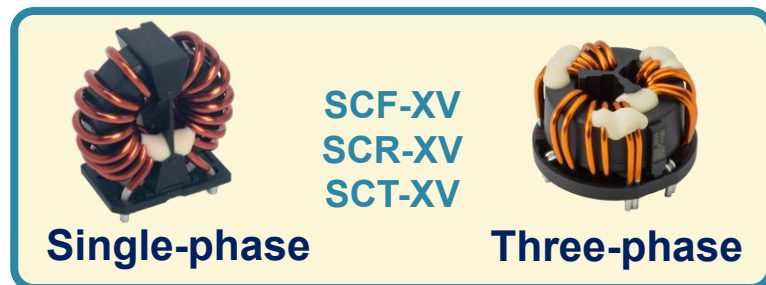 SCF-XV
SCR-XV
SCT-XV
Single-phase
Three-phase